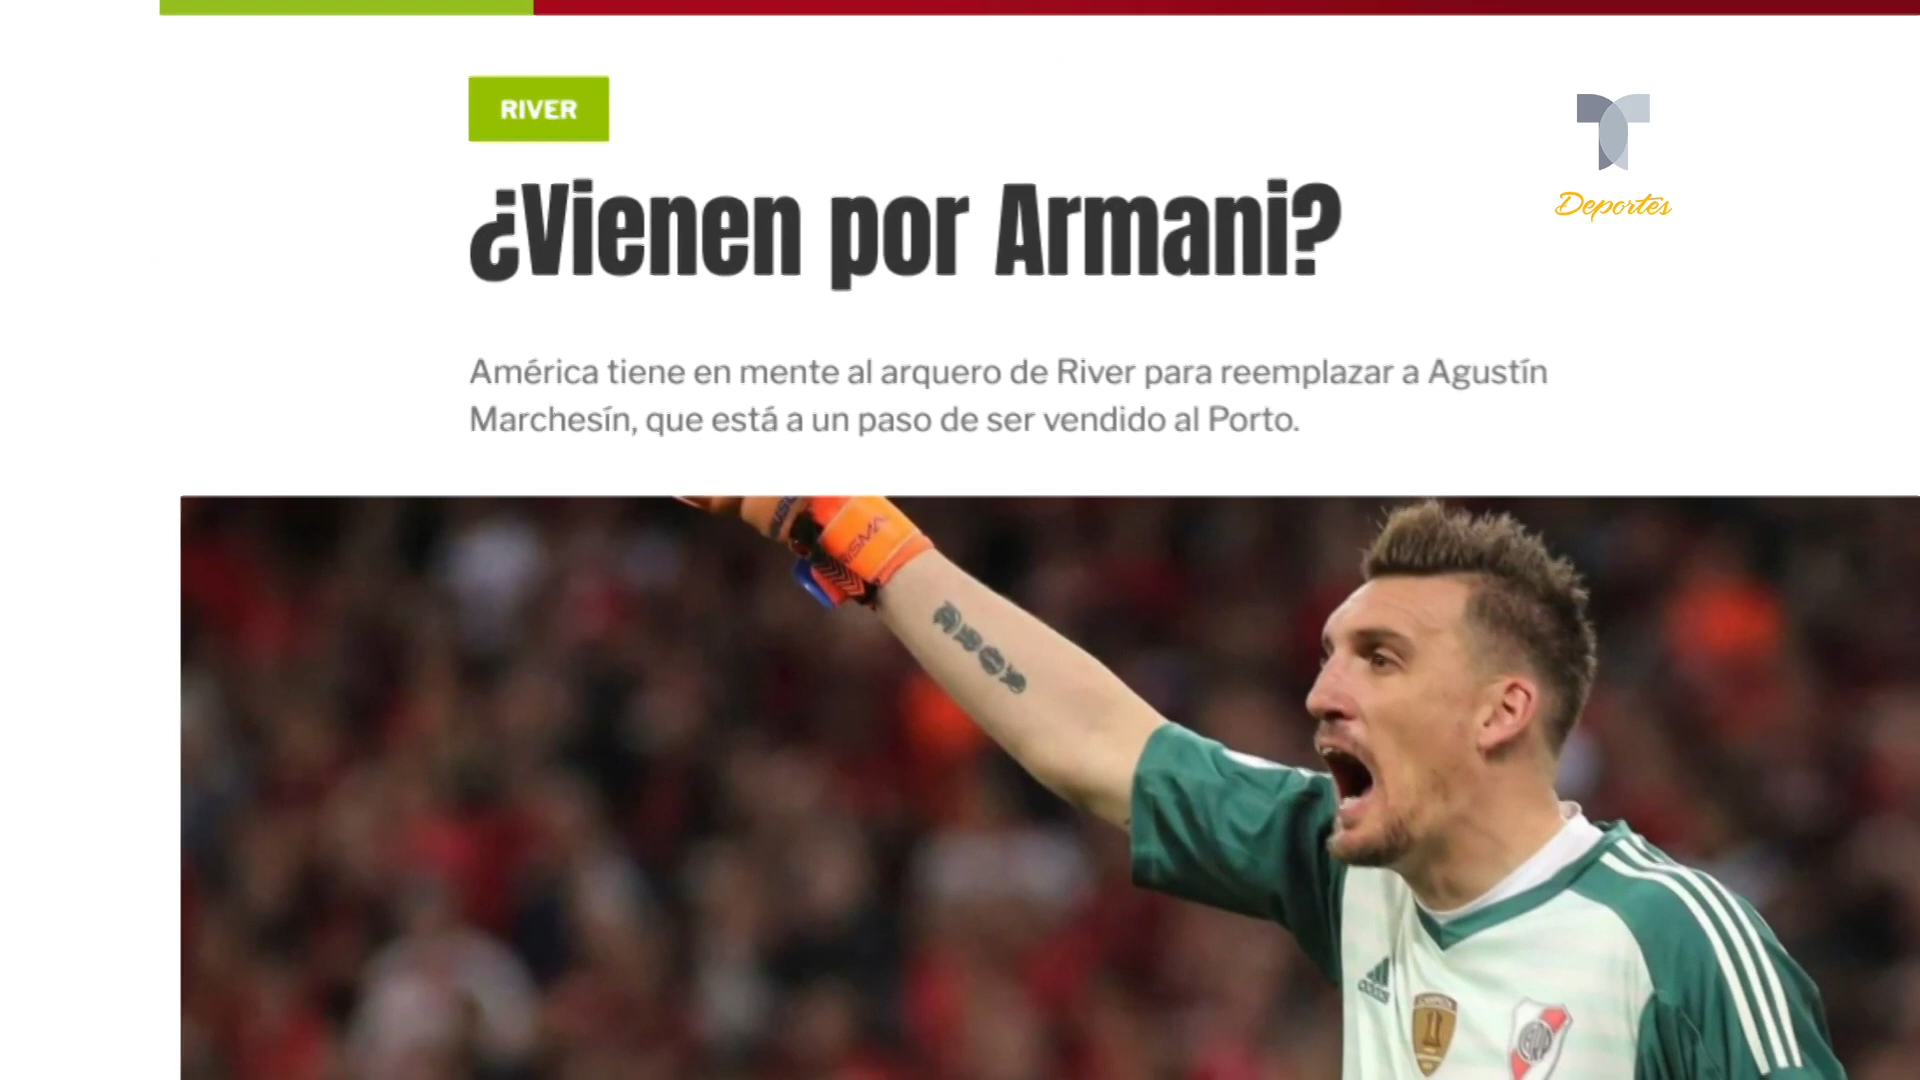 RIVER
¿Vienen por Armani?
Deportes
América tiene en mente al arquero de River para reemplazar a Agustín
Marchesín, que está a un paso de ser vendido al Porto.
adidas